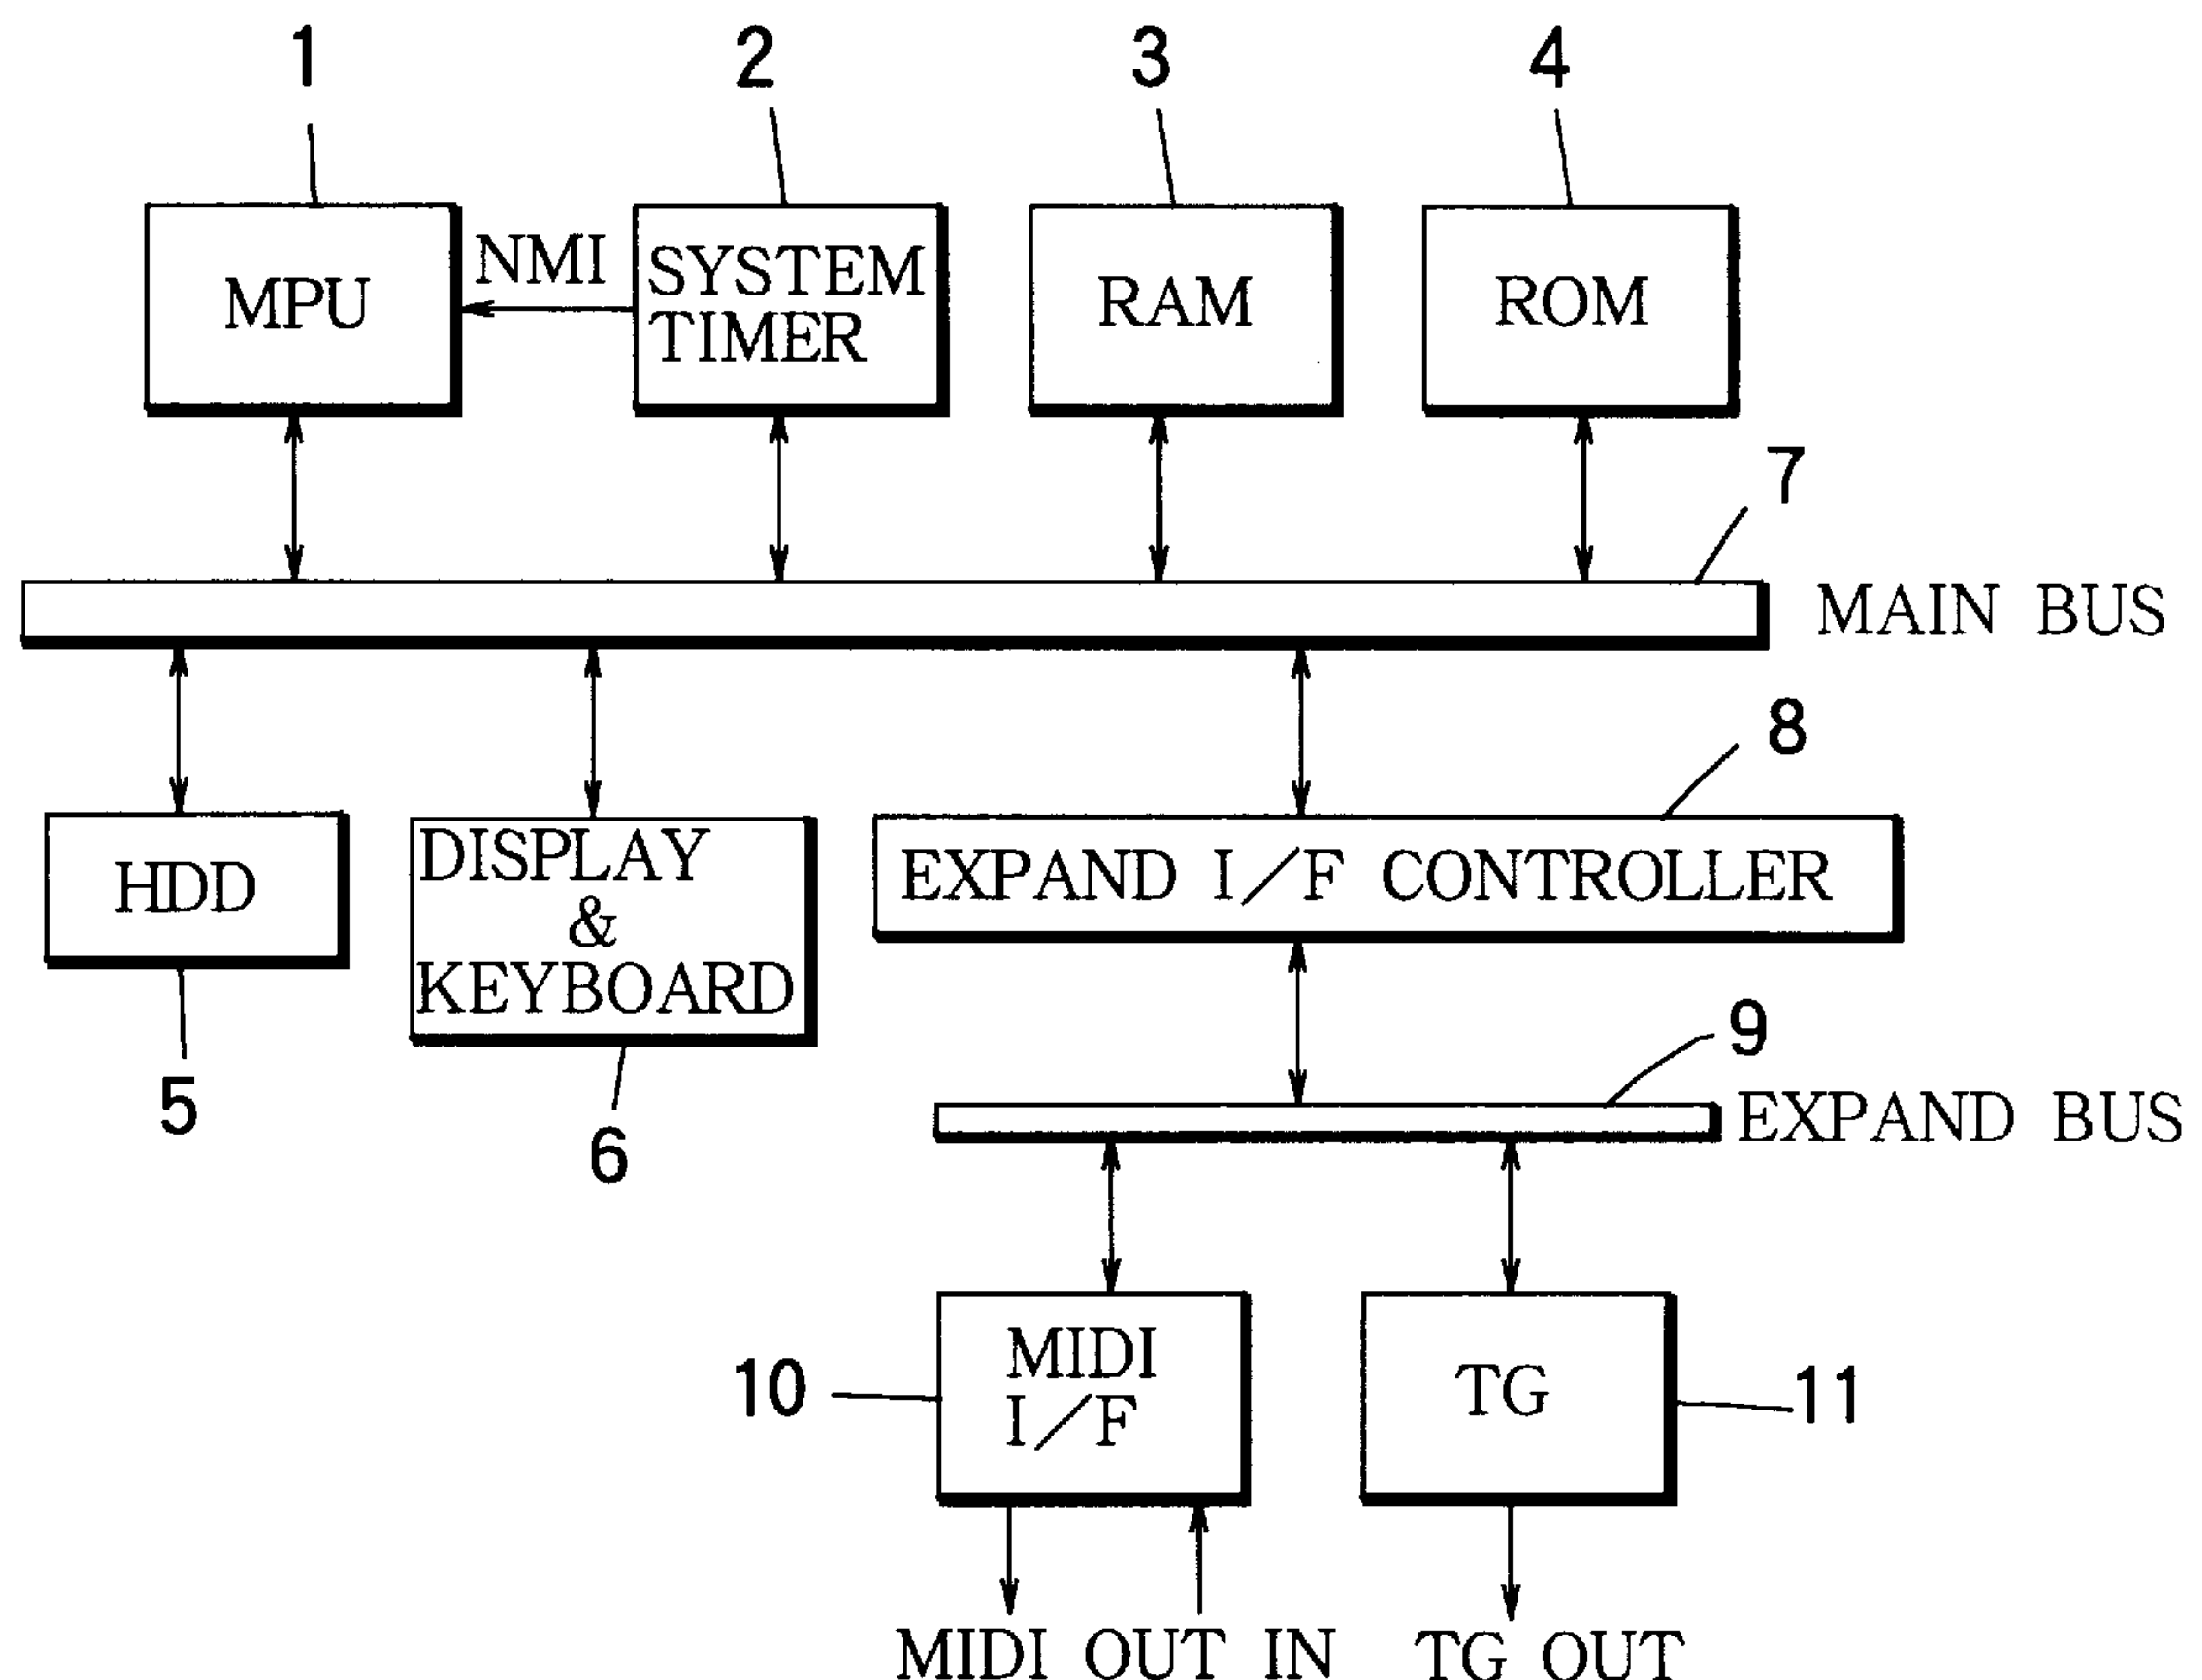 1
2
3
4
MPU
NMI
SYSTEM
TIMER
RAM
ROM
7
MAIN BUS
8
HDD
DISPLAY
&
KEYBOARD
EXPAND I/F CONTROLLER
5
6
9
EXPAND BUS
10
MIDI
I/F
TG
11
MIDI OUT IN
TG OUT